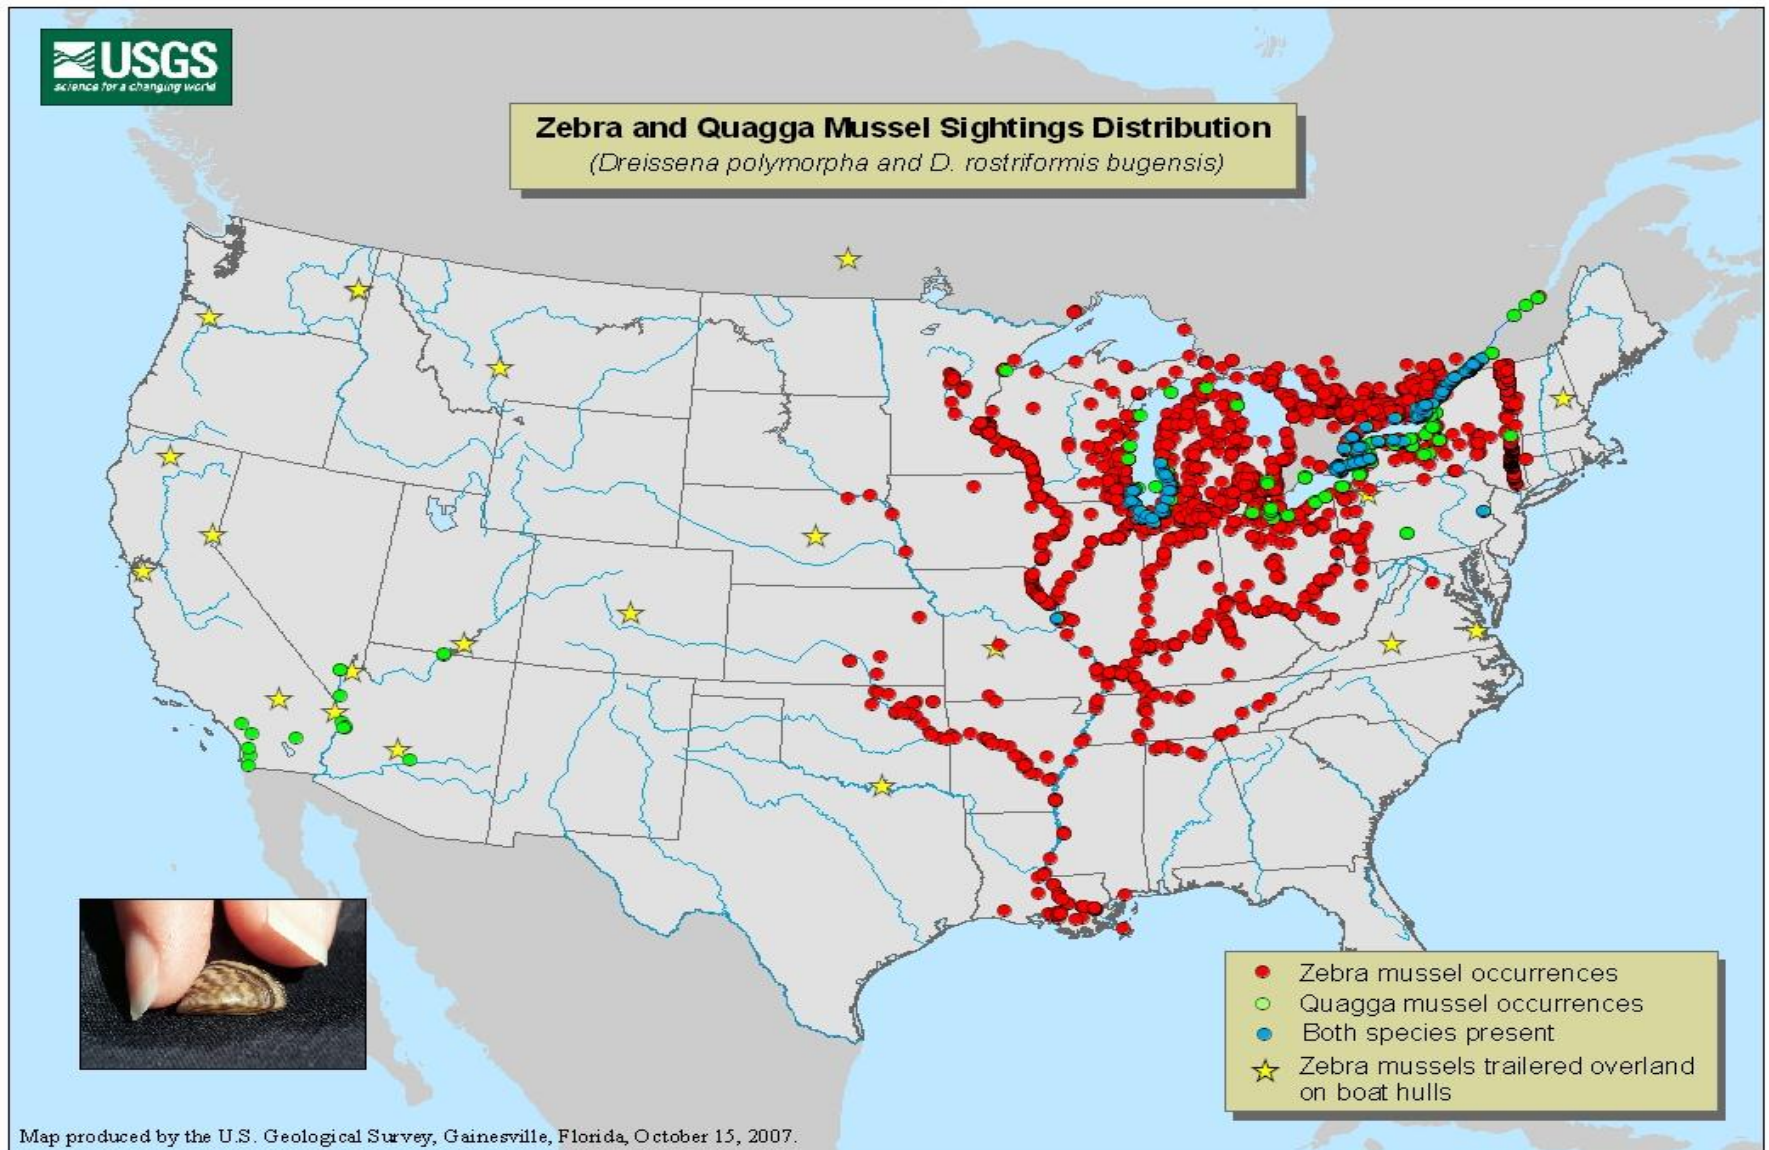 USGS
science for a changing world
Zebra and Quagga Mussel Sightings Distribution
(Dreissena polymorpha and D. rostriformis bugensis)
Zebra mussel occurrences
Quagga mussel occurrences
Both species present
Zebra mussels trailered overland
on boat hulls
Map produced by the U.S. Geological Survey, Gainesville, Florida, October 15, 2007.